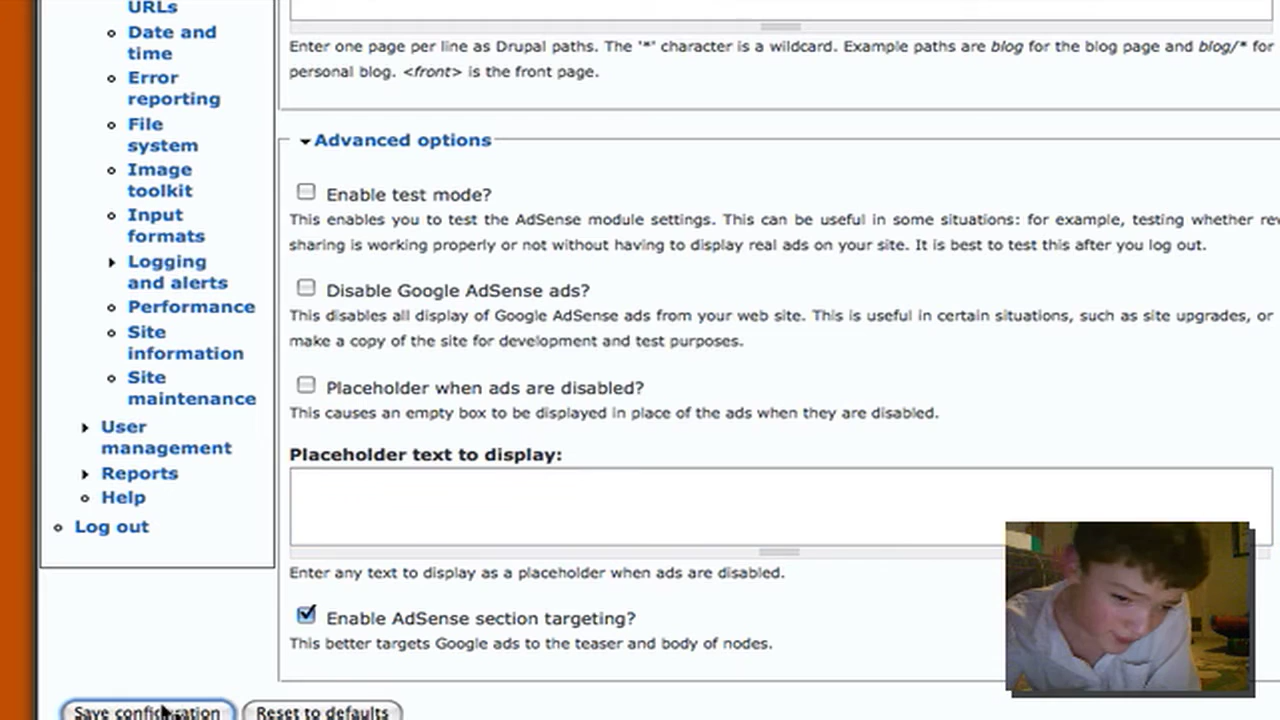 URLs
Date and
time
Error
reporting
File
system
Image
toolkit
Input
formats
Logging
and alerts
Performance
Site
information
Site
maintenance
User
management
Reports
Help
Log out
Enter one page per line as Drupal paths. The '*' character is a wildcard. Example paths are blog for the blog page and blog/* for
personal blog. <front> is the front page.
Advanced options
Enable test mode?
This enables you to test the AdSense module settings. This can be useful in some situations: for example, testing whether
sharing is working properly or not without having to display real ads on your site. It is best to test this after you log out.
Disable Google AdSense ads?
This disables all display of Google AdSense ads from your web site. This is useful in certain situations, such as site upgrades, or
make a copy of the site for development and test purposes.
Placeholder when ads are disabled?
This causes an empty box to be displayed in place of the ads when they are disabled.
Placeholder text to display:
Enter any text to display as a placeholder when ads are disabled.
Enable AdSense section targeting?
This better targets Google ads to the teaser and body of nodes.
Save configuration
Reset to defaults